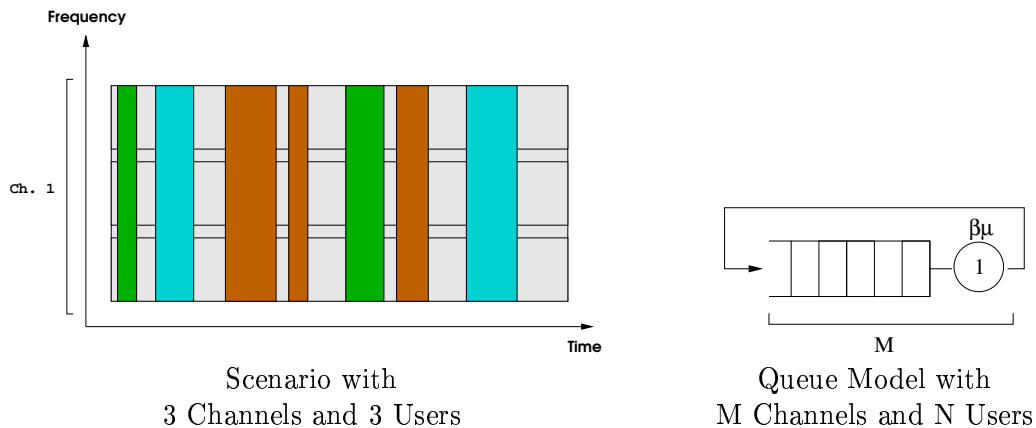 Frequency
Ch. 1
Time
Scenario with
3 Channels and 3 Users
βμ
1
M
Queue Model with
M Channels and N Users